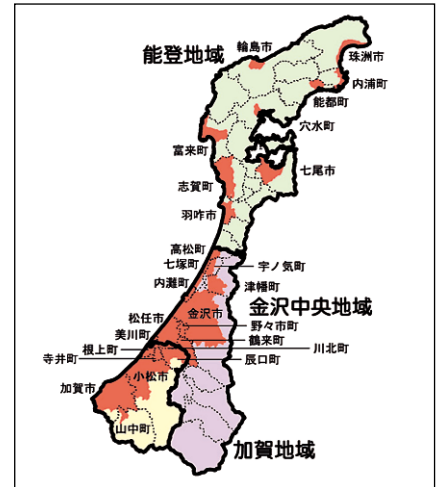 能登地域
輪島市
珠洲市
内浦町
能都町
穴水町
富来町
七尾市
志賀町
羽咋市
高松町
七塚町
宇ノ気町
内灘町
津幡町
金沢中央地域
松任市
金沢市
野々市町
美川町
鶴来町
根上町
川北町
寺井町
辰口町
小松市
加賀市
山中町
加賀地域